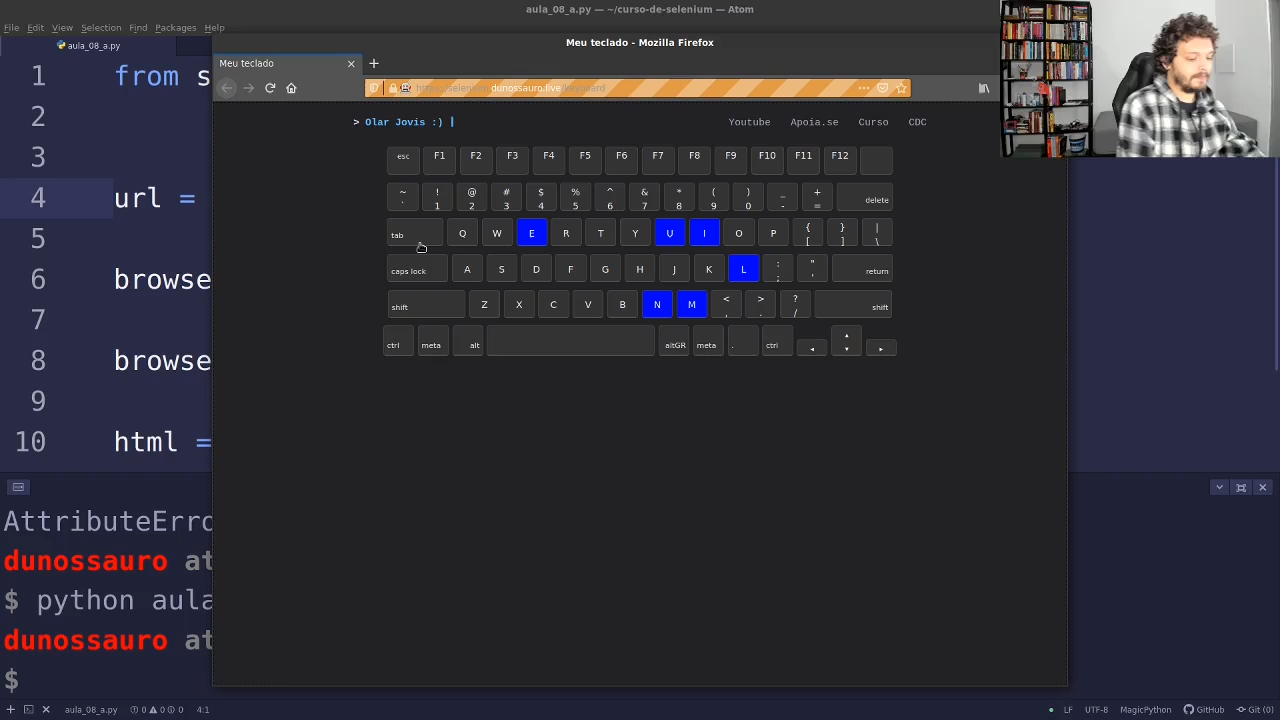 aula_08_a.py — ~/curso-de-selenium — Atom
File Edit View Selection Find Packages Help
aula_08_a.py
Meu teclado - Mozilla Firefox
Meu teclado
dunossauro.live/keyboard
> Olar Jovis :) |
Youtube Apoia.se Curso CDC
esc F1 F2 F3 F4 F5 F6 F7 F8 F9 F10 F11 F12
~ ! @ # $ % ^ & * ( ) _ +
` 1 2 3 4 5 6 7 8 9 0 - = delete
tab Q W E R T Y U I O P { } |
[ ] \
caps lock A S D F G H J K L : " return
; '
shift Z X C V B N M < > ? shift
, . /
ctrl meta alt altGR meta . ctrl
1 from s
2
3
4 url =
5
6 browse
7
8 browse
9
10 html =
AttributeErro
dunossauro at
$ python aula
dunossauro at
$
aula_08_a.py 0 0 0 4:1
LF UTF-8 MagicPython GitHub Git (0)